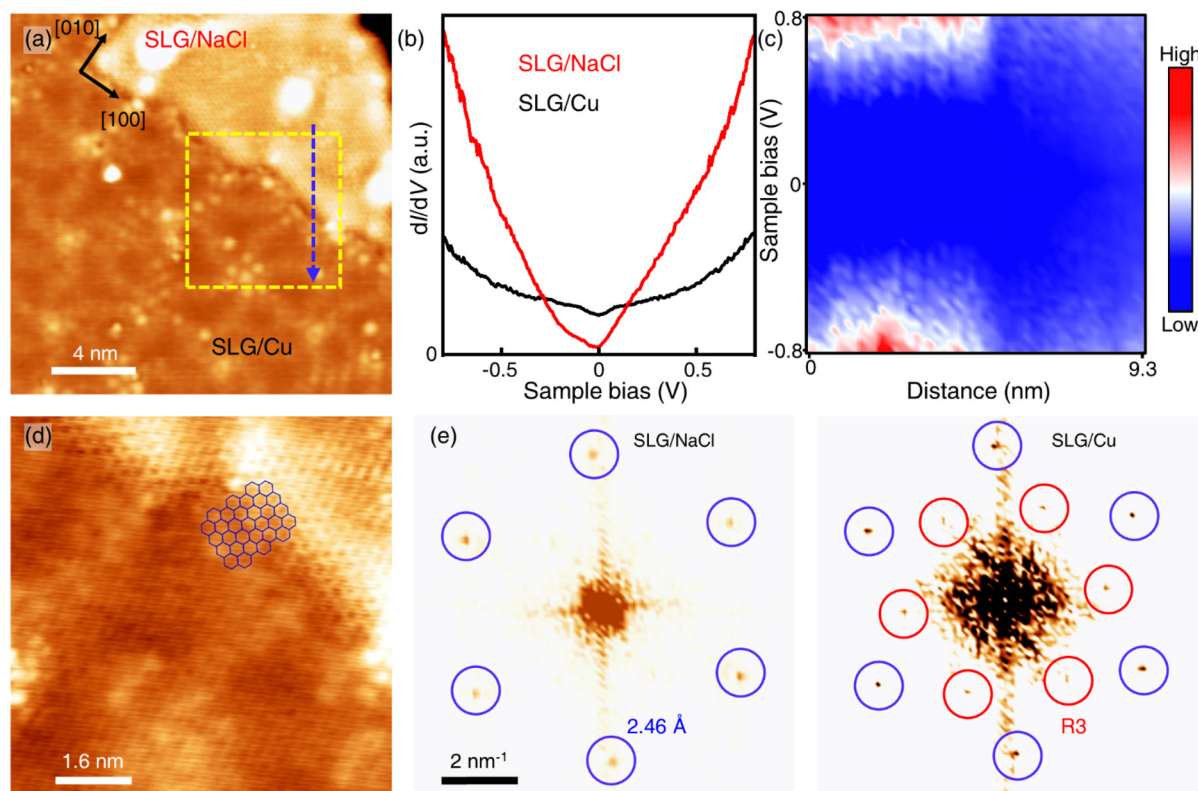 (a)
[010]
SLG/NaCl
[100]
SLG/Cu
4 nm
(b)
SLG/NaCl
SLG/Cu
dI/dV (a.u.)
0
-0.5
0
0.5
Sample bias (V)
(c)
0.8
0
-0.8
Sample bias (V)
0
9.3
Distance (nm)
High
Low
(d)
1.6 nm
(e)
SLG/NaCl
2.46 Å
2 nm⁻¹
SLG/Cu
R3